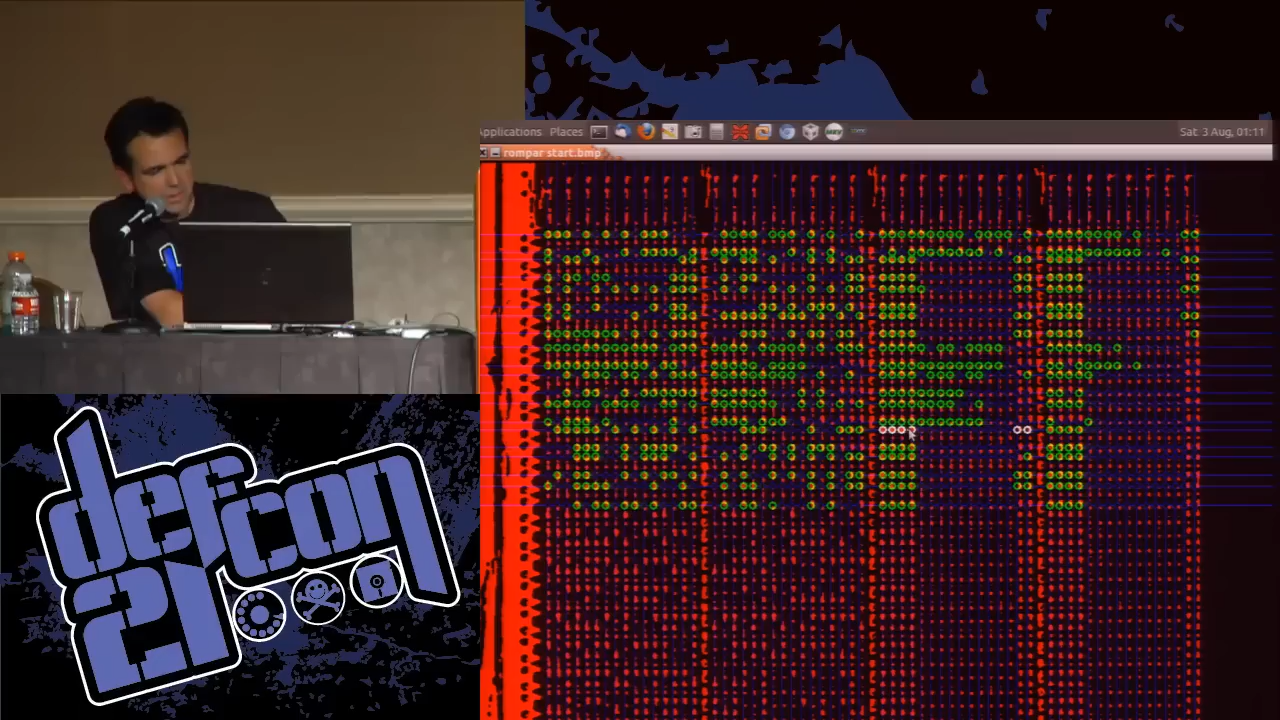 Applications Places
Sat 3 Aug, 01:11
rompar start.bmp
defcon
21